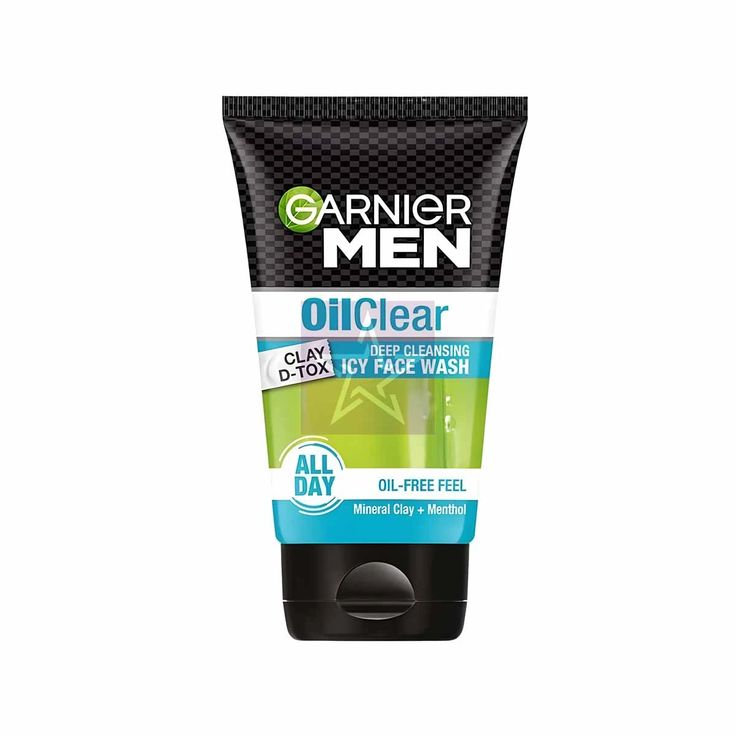 GARNIER
MEN
OilClear
CLAY
D-TOX
DEEP CLEANSING
ICY FACE WASH
ALL
DAY
OIL-FREE FEEL
Mineral Clay + Menthol